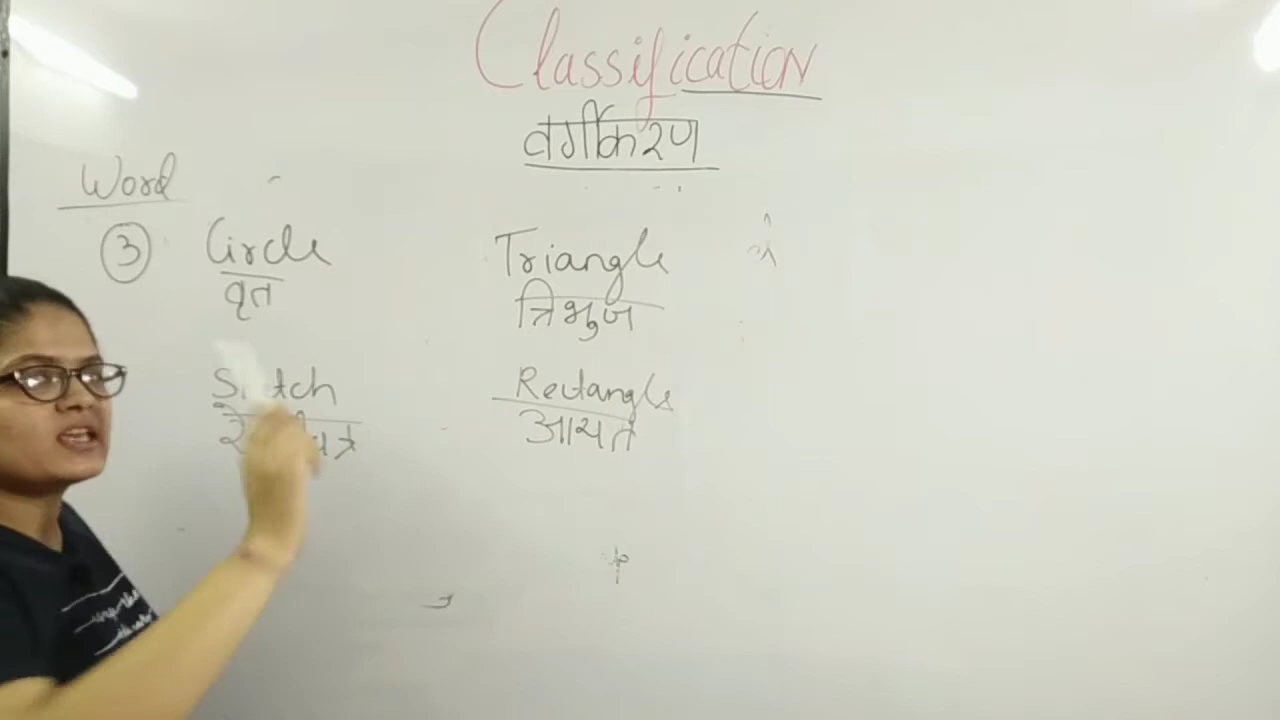 Classification
वर्गीकरण
Word
③ Circle Triangle
वृत त्रिभुज
Rectangle
आयत